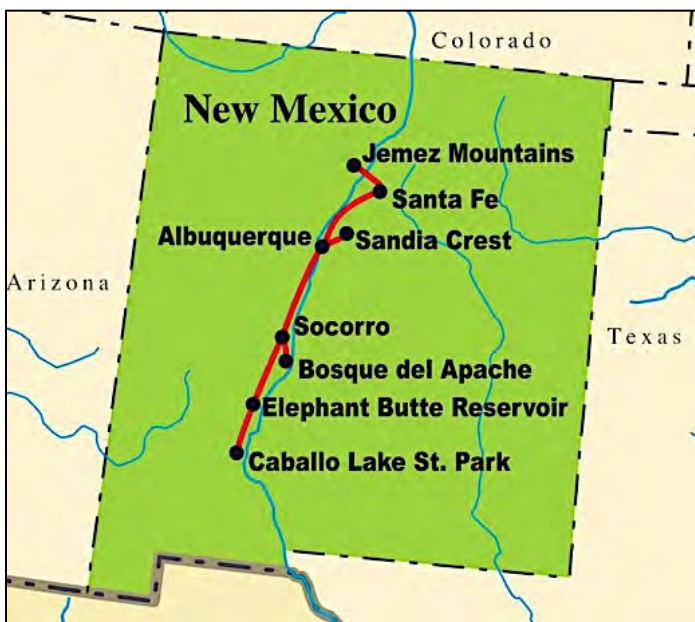 Colorado
New Mexico
Jemez Mountains
Santa Fe
Albuquerque
Sandia Crest
Arizona
Socorro
Texas
Bosque del Apache
Elephant Butte Reservoir
Caballo Lake St. Park